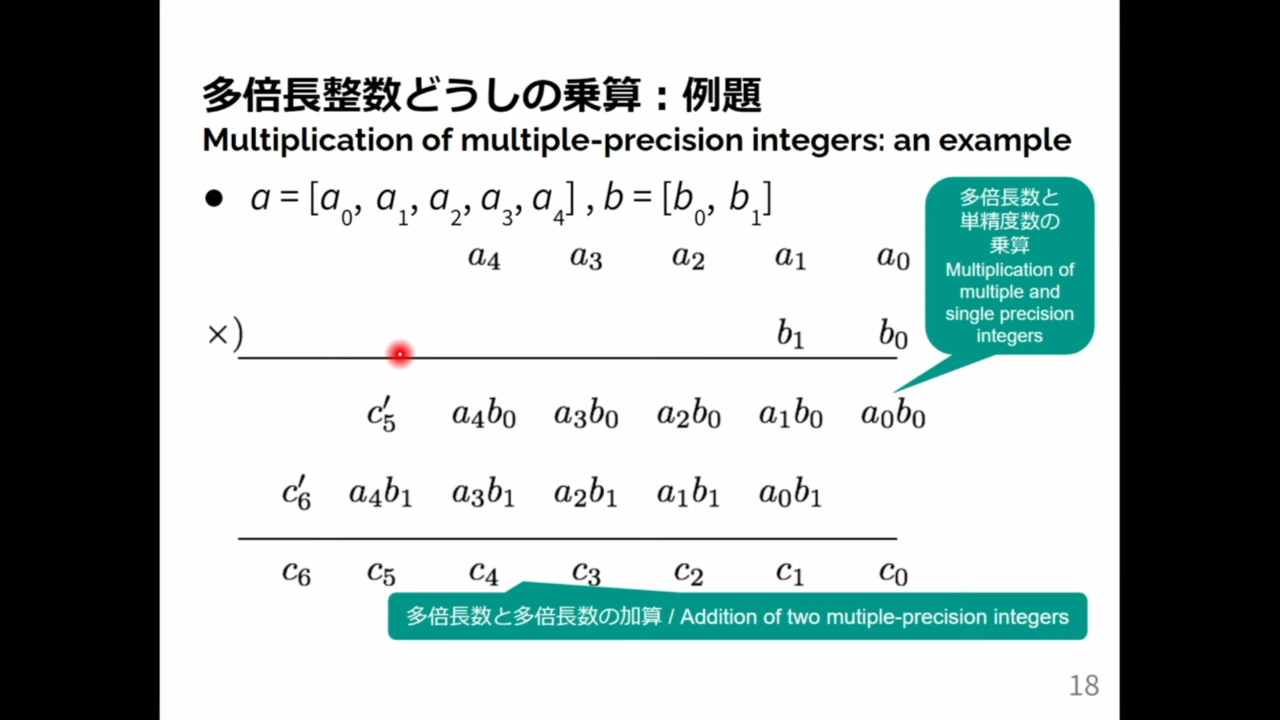 多倍長整数どうしの乗算：例題
Multiplication of multiple-precision integers: an example
● a = [a₀, a₁, a₂, a₃, a₄] , b = [b₀, b₁]
a₄ a₃ a₂ a₁ a₀
×) b₁ b₀
c′₅ a₄b₀ a₃b₀ a₂b₀ a₁b₀ a₀b₀
c′₆ a₄b₁ a₃b₁ a₂b₁ a₁b₁ a₀b₁
c₆ c₅ c₄ c₃ c₂ c₁ c₀
多倍長数と
単精度数の
乗算
Multiplication of
multiple and
single precision
integers
多倍長数と多倍長数の加算 / Addition of two mutiple-precision integers
18